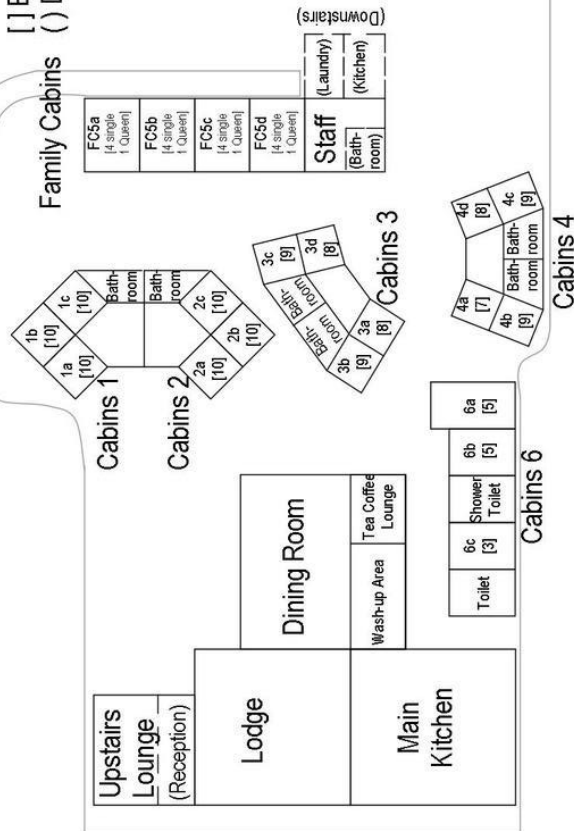 [ ]
( )
Family Cabins
FC5a
[4 single
1 Queen]
FC5b
[4 single
1 Queen]
FC5c
[4 single
1 Queen]
FC5d
[4 single
1 Queen]
Staff
(Bath-
room)
(Laundry)
(Kitchen)
(Downstairs)
1a
[10]
1b
[10]
1c
[10]
Bath-
room
Cabins 1
Bath-
room
2a
[10]
2b
[10]
2c
[10]
Cabins 2
3c
[9]
3d
[8]
Bath-
room
Bath-
room
3a
[8]
3b
[9]
Cabins 3
4a
[7]
4b
[9]
Bath-
room
Bath-
room
4c
[9]
4d
[8]
Cabins 4
6a
[5]
6b
[5]
Shower
Toilet
6c
[3]
Toilet
Cabins 6
Dining Room
Tea Coffee
Lounge
Wash-up Area
Upstairs
Lounge
(Reception)
Lodge
Main
Kitchen